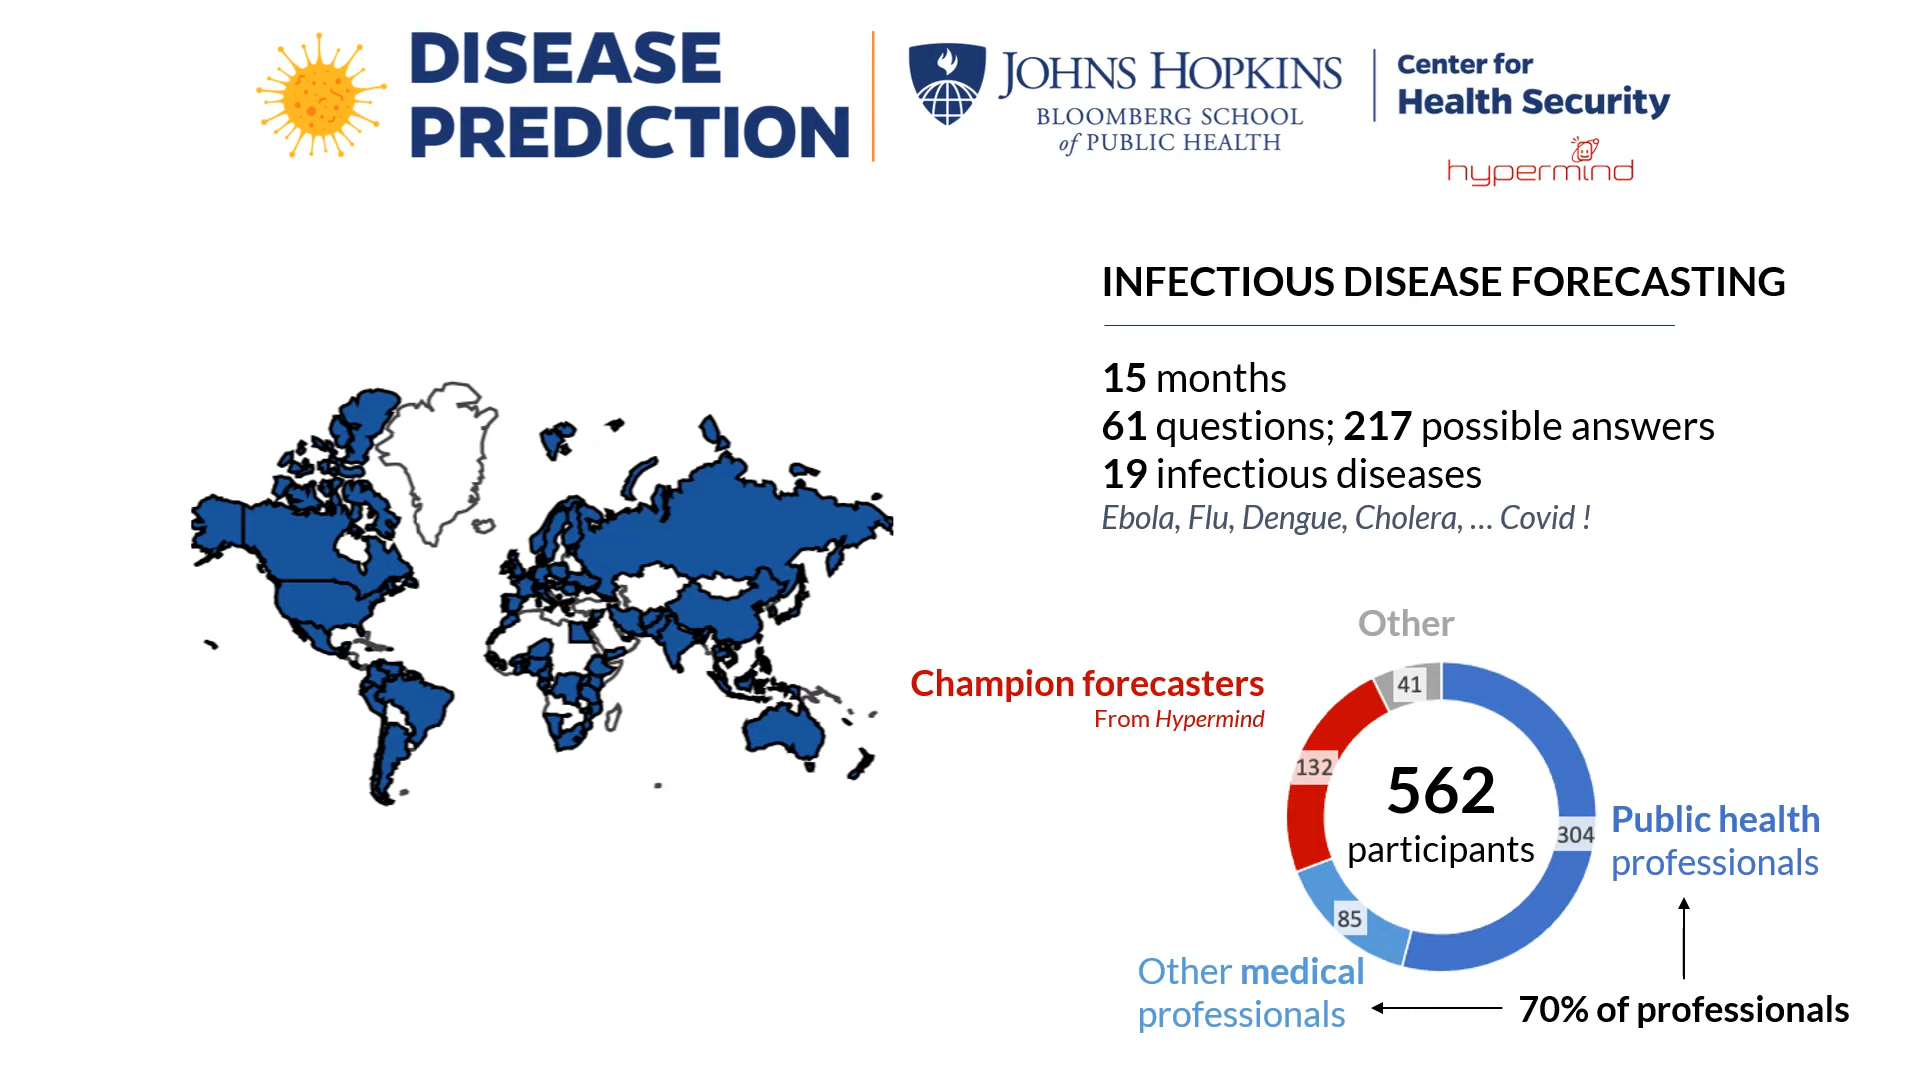 DISEASE
PREDICTION
JOHNS HOPKINS
BLOOMBERG SCHOOL
of PUBLIC HEALTH
Center for
Health Security
hypermind
INFECTIOUS DISEASE FORECASTING
15 months
61 questions; 217 possible answers
19 infectious diseases
Ebola, Flu, Dengue, Cholera, ... Covid !
Other
41
Champion forecasters
From Hypermind
132
562
participants
304
Public health
professionals
85
Other medical
professionals
70% of professionals